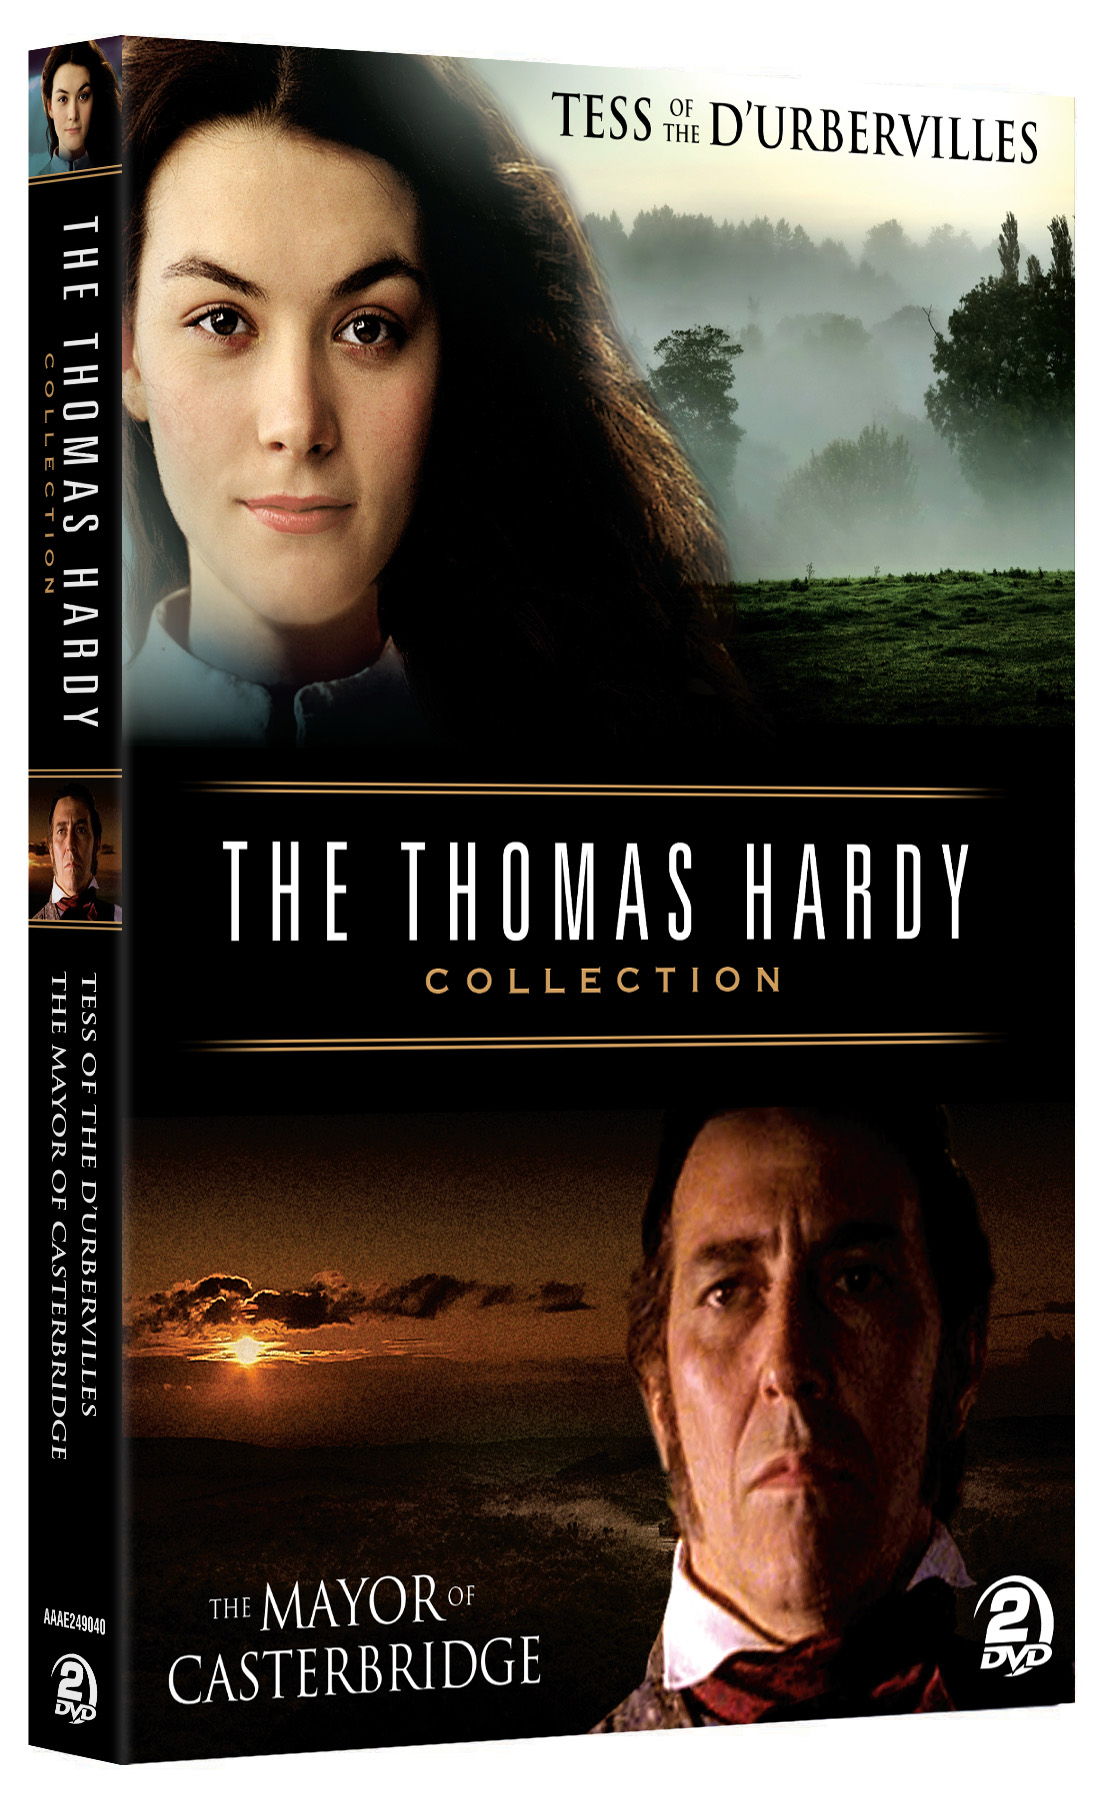 TESS OF THE D'URBERVILLES
THE THOMAS HARDY
COLLECTION
THE MAYOR OF
CASTERBRIDGE
2
DVD
THE THOMAS HARDY
COLLECTION
TESS OF THE D'URBERVILLES
THE MAYOR OF CASTERBRIDGE
AAAE249040
2
DVD